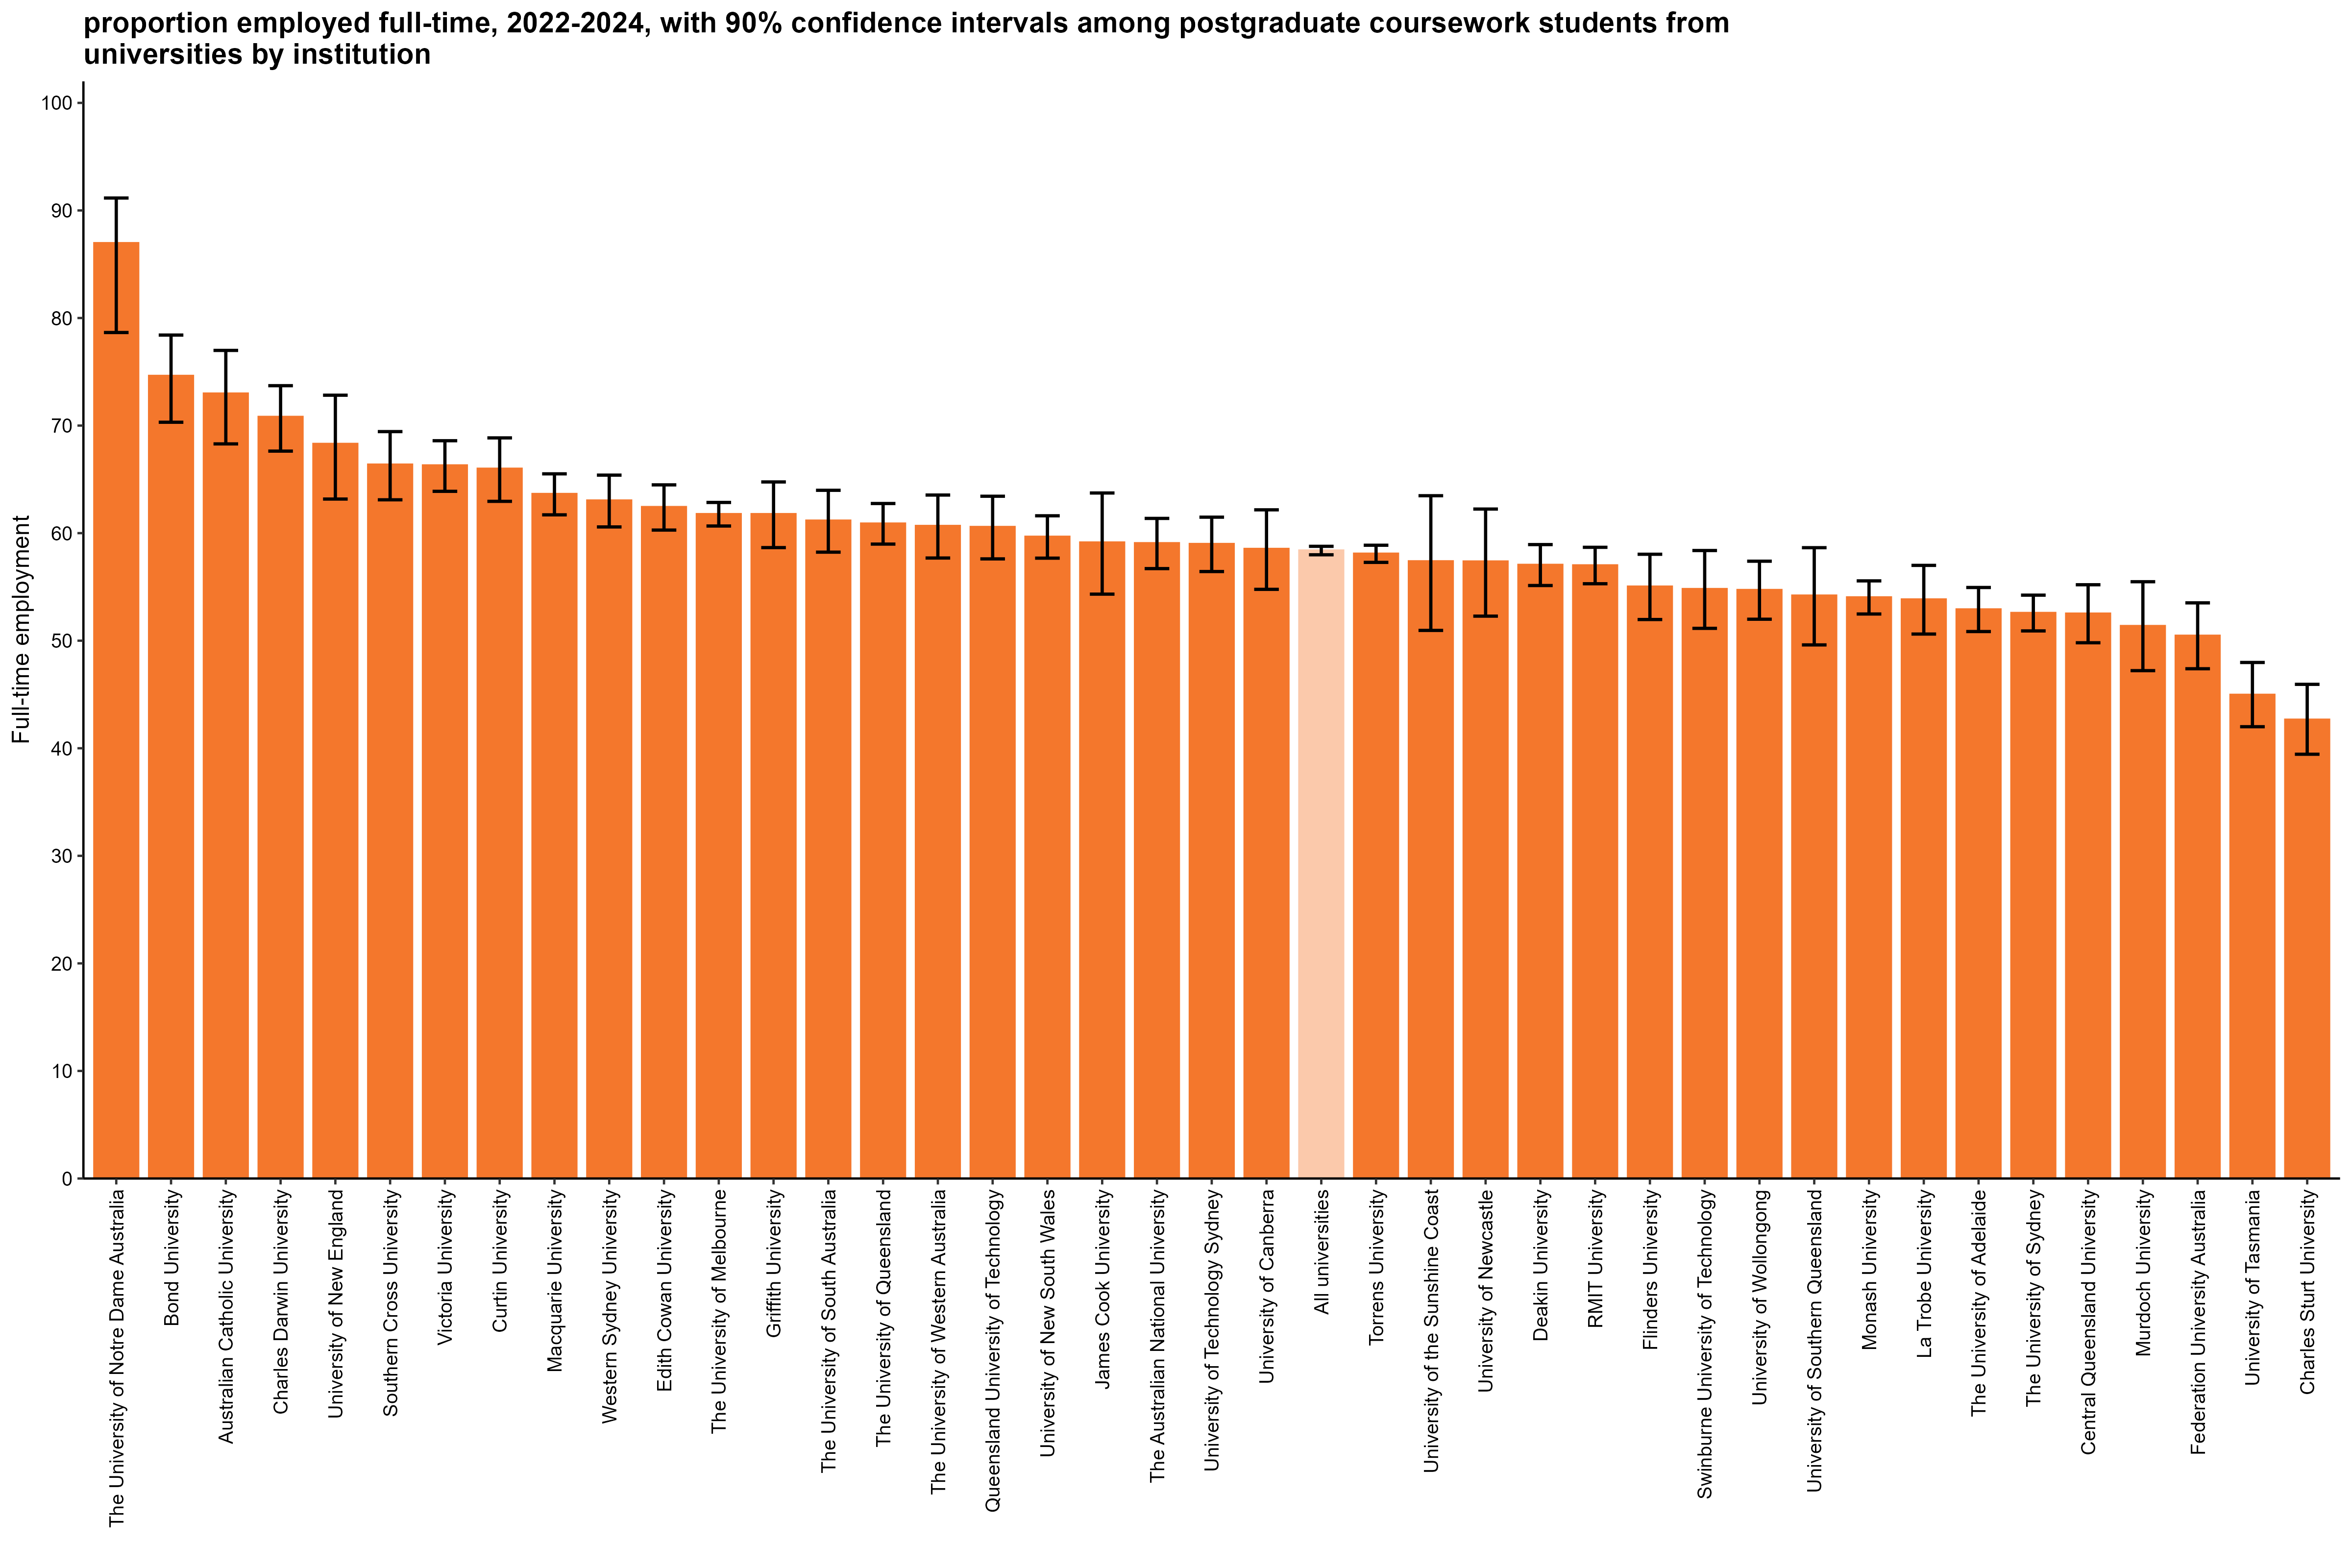 proportion employed full-time, 2022-2024, with 90% confidence intervals among postgraduate coursework students from
universities by institution
Full-time employment
100
90
80
70
60
50
40
30
20
10
0
The University of Notre Dame Australia
Bond University
Australian Catholic University
Charles Darwin University
University of New England
Southern Cross University
Victoria University
Curtin University
Macquarie University
Western Sydney University
Edith Cowan University
The University of Melbourne
Griffith University
The University of South Australia
The University of Queensland
The University of Western Australia
Queensland University of Technology
University of New South Wales
James Cook University
The Australian National University
University of Technology Sydney
University of Canberra
All universities
Torrens University
University of the Sunshine Coast
University of Newcastle
Deakin University
RMIT University
Flinders University
Swinburne University of Technology
University of Wollongong
University of Southern Queensland
Monash University
La Trobe University
The University of Adelaide
The University of Sydney
Central Queensland University
Murdoch University
Federation University Australia
University of Tasmania
Charles Sturt University